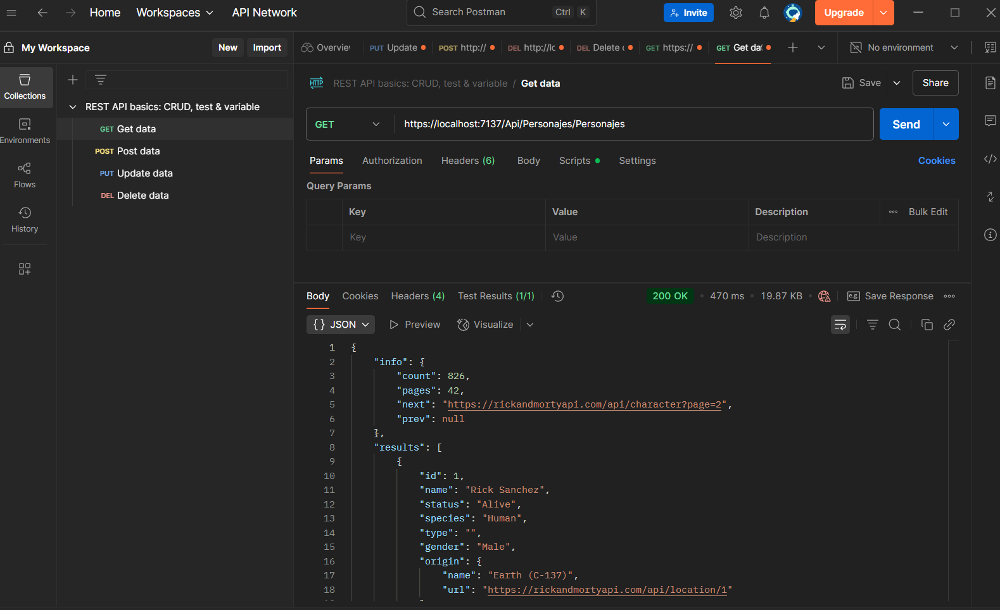 Home Workspaces API Network Search Postman Ctrl K Invite Upgrade
My Workspace New Import
Overview PUT Update POST http:// DEL http://lo DEL Delete GET https:// GET Get dat No environment
Collections
Environments
Flows
History
REST API basics: CRUD, test & variable
GET Get data
POST Post data
PUT Update data
DEL Delete data
HTTP REST API basics: CRUD, test & variable / Get data Save Share
GET https://localhost:7137/Api/Personajes/Personajes Send
Params Authorization Headers (6) Body Scripts Settings Cookies
Query Params
Key Value Description Bulk Edit
Key Value Description
Body Cookies Headers (4) Test Results (1/1) 200 OK • 470 ms • 19.87 KB • e.g. Save Response
{} JSON Preview Visualize
1 {
2 "info": {
3 "count": 826,
4 "pages": 42,
5 "next": "https://rickandmortyapi.com/api/character?page=2",
6 "prev": null
7 },
8 "results": [
9 {
10 "id": 1,
11 "name": "Rick Sanchez",
12 "status": "Alive",
13 "species": "Human",
14 "type": "",
15 "gender": "Male",
16 "origin": {
17 "name": "Earth (C-137)",
18 "url": "https://rickandmortyapi.com/api/location/1"